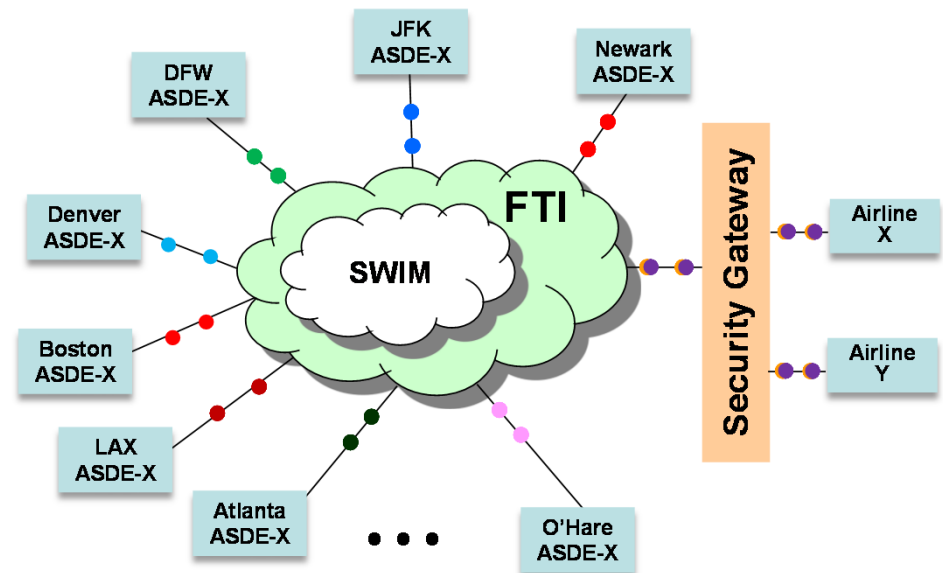 JFK
ASDE-X
Newark
ASDE-X
DFW
ASDE-X
FTI
Denver
ASDE-X
SWIM
Security Gateway
Airline
X
Boston
ASDE-X
Airline
Y
LAX
ASDE-X
Atlanta
ASDE-X
O'Hare
ASDE-X